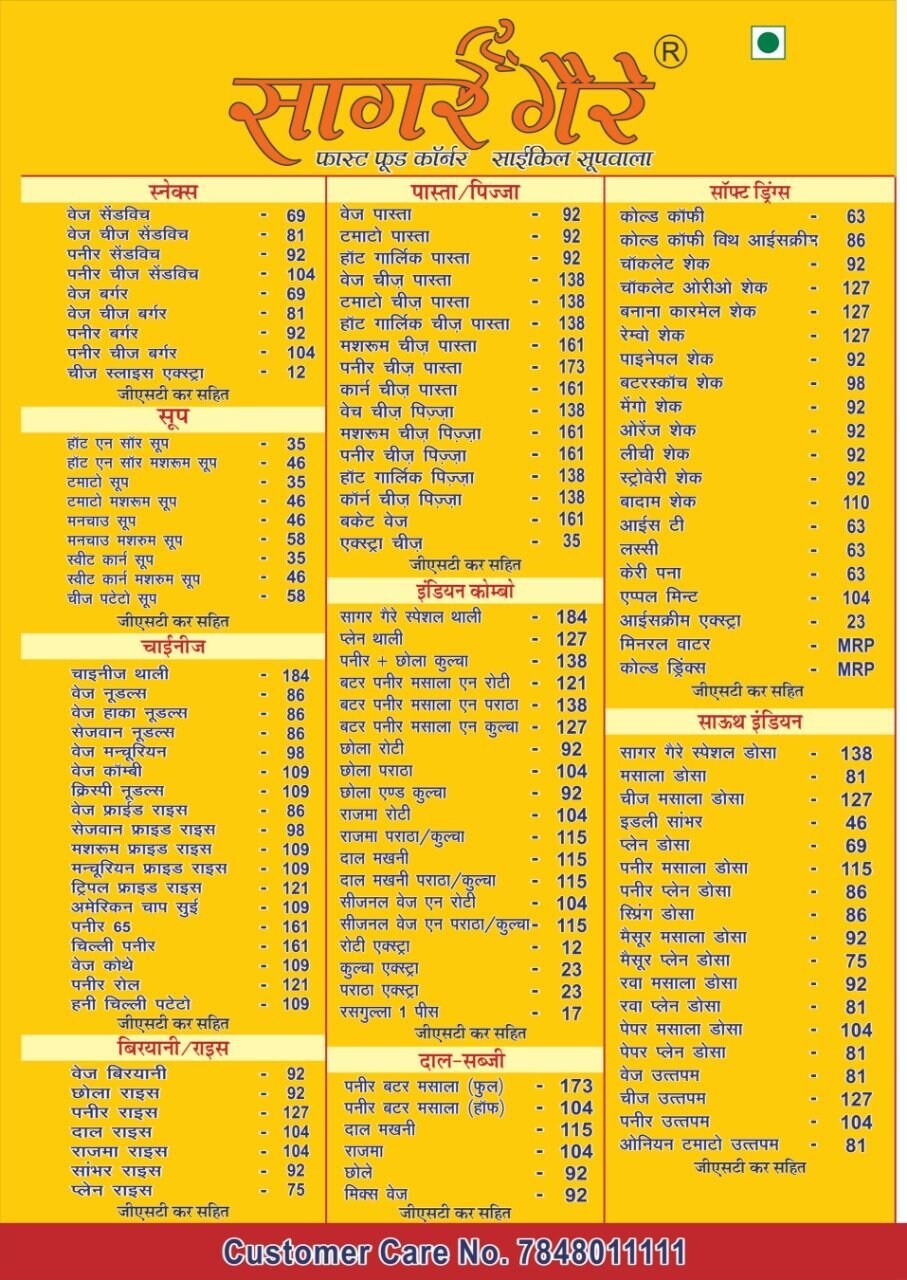 सागर गैरे ®
फास्ट फूड कॉर्नर साईकिल सूपवाला
स्नेक्स
वेज सेंडविच - 69
वेज चीज सेंडविच - 81
पनीर सेंडविच - 92
पनीर चीज सेंडविच - 104
वेज बर्गर - 69
वेज चीज बर्गर - 81
पनीर बर्गर - 92
पनीर चीज बर्गर - 104
चीज स्लाइस एक्स्ट्रा - 12
जीएसटी कर सहित
सूप
हॉट एन सॉर सूप - 35
हॉट एन सॉर मशरूम सूप - 46
टमाटो सूप - 35
टमाटो मशरूम सूप - 46
मनचाउ सूप - 46
मनचाउ मशरुम सूप - 58
स्वीट कार्न सूप - 35
स्वीट कार्न मशरुम सूप - 46
चीज पटेटो सूप - 58
जीएसटी कर सहित
चाईनीज
चाइनीज थाली - 184
वेज नूडल्स - 86
वेज हाका नूडल्स - 86
सेजवान नूडल्स - 86
वेज मन्चूरियन - 98
वेज कॉम्बी - 109
क्रिस्पी नूडल्स - 109
वेज फ्राईड राइस - 86
सेजवान फ्राइड राइस - 98
मशरूम फ्राइड राइस - 109
मन्चूरियन फ्राइड राइस - 109
ट्रिपल फ्राइड राइस - 121
अमेरिकन चाप सुई - 109
पनीर 65 - 161
चिल्ली पनीर - 161
वेज कोथे - 109
पनीर रोल - 121
हनी चिल्ली पटेटो - 109
जीएसटी कर सहित
बिरयानी/राइस
वेज बिरयानी - 92
छोला राइस - 92
पनीर राइस - 127
दाल राइस - 104
राजमा राइस - 104
सांभर राइस - 92
प्लेन राइस - 75
जीएसटी कर सहित
पास्ता/पिज्जा
वेज पास्ता - 92
टमाटो पास्ता - 92
हॉट गार्लिक पास्ता - 92
वेज चीज़ पास्ता - 138
टमाटो चीज़ पास्ता - 138
हॉट गार्लिक चीज़ पास्ता - 138
मशरूम चीज़ पास्ता - 161
पनीर चीज़ पास्ता - 173
कार्न चीज़ पास्ता - 161
वेच चीज़ पिज़्ज़ा - 138
मशरूम चीज़ पिज़्ज़ा - 161
पनीर चीज़ पिज़्ज़ा - 161
हॉट गार्लिक पिज़्ज़ा - 138
कॉर्न चीज़ पिज़्ज़ा - 138
बकेट वेज - 161
एक्स्ट्रा चीज़ - 35
जीएसटी कर सहित
इंडियन कोम्बो
सागर गैरे स्पेशल थाली - 184
प्लेन थाली - 127
पनीर + छोला कुल्चा - 138
बटर पनीर मसाला एन रोटी - 121
बटर पनीर मसाला एन पराठा - 138
बटर पनीर मसाला एन कुल्चा - 127
छोला रोटी - 92
छोला पराठा - 104
छोला एण्ड कुल्चा - 92
राजमा रोटी - 104
राजमा पराठा/कुल्चा - 115
दाल मखनी - 115
दाल मखनी पराठा/कुल्चा - 115
सीजनल वेज एन रोटी - 104
सीजनल वेज एन पराठा/कुल्चा - 115
रोटी एक्स्ट्रा - 12
कुल्चा एक्स्ट्रा - 23
पराठा एक्स्ट्रा - 23
रसगुल्ला 1 पीस - 17
जीएसटी कर सहित
दाल-सब्जी
पनीर बटर मसाला (फुल) - 173
पनीर बटर मसाला (हॉफ) - 104
दाल मखनी - 115
राजमा - 104
छोले - 92
मिक्स वेज - 92
जीएसटी कर सहित
सॉफ्ट ड्रिंग्स
कोल्ड कॉफी - 63
कोल्ड कॉफी विथ आईसक्रीम - 86
चॉकलेट शेक - 92
चॉकलेट ओरीओ शेक - 127
बनाना कारमेल शेक - 127
रेम्वो शेक - 127
पाइनेपल शेक - 92
बटरस्कॉच शेक - 98
मेंगो शेक - 92
ओरेंज शेक - 92
लीची शेक - 92
स्ट्रोवेरी शेक - 92
बादाम शेक - 110
आईस टी - 63
लस्सी - 63
केरी पना - 63
एप्पल मिन्ट - 104
आईसक्रीम एक्स्ट्रा - 23
मिनरल वाटर - MRP
कोल्ड ड्रिंक्स - MRP
जीएसटी कर सहित
साऊथ इंडियन
सागर गैरे स्पेशल डोसा - 138
मसाला डोसा - 81
चीज मसाला डोसा - 127
इडली सांभर - 46
प्लेन डोसा - 69
पनीर मसाला डोसा - 115
पनीर प्लेन डोसा - 86
स्प्रिंग डोसा - 86
मैसूर मसाला डोसा - 92
मैसूर प्लेन डोसा - 75
रवा मसाला डोसा - 92
रवा प्लेन डोसा - 81
पेपर मसाला डोसा - 104
पेपर प्लेन डोसा - 81
वेज उत्तपम - 81
चीज उत्तपम - 127
पनीर उत्तपम - 104
ओनियन टमाटो उत्तपम - 81
जीएसटी कर सहित
Customer Care No. 7848011111